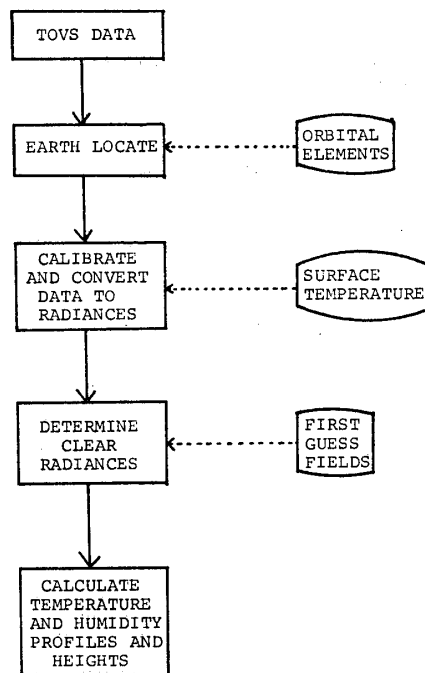 TOVS DATA
EARTH LOCATE
ORBITAL
ELEMENTS
CALIBRATE
AND CONVERT
DATA TO
RADIANCES
SURFACE
TEMPERATURE
DETERMINE
CLEAR
RADIANCES
FIRST
GUESS
FIELDS
CALCULATE
TEMPERATURE
AND HUMIDITY
PROFILES AND
HEIGHTS